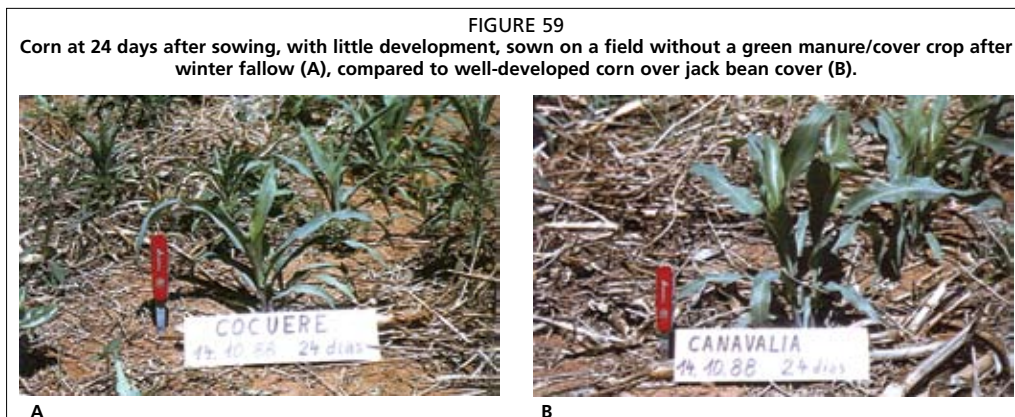 FIGURE 59
Corn at 24 days after sowing, with little development, sown on a field without a green manure/cover crop after
winter fallow (A), compared to well-developed corn over jack bean cover (B).
COCUERE
14.10.88 24 dias
CANAVALIA
14.10.88 24 dias
A
B